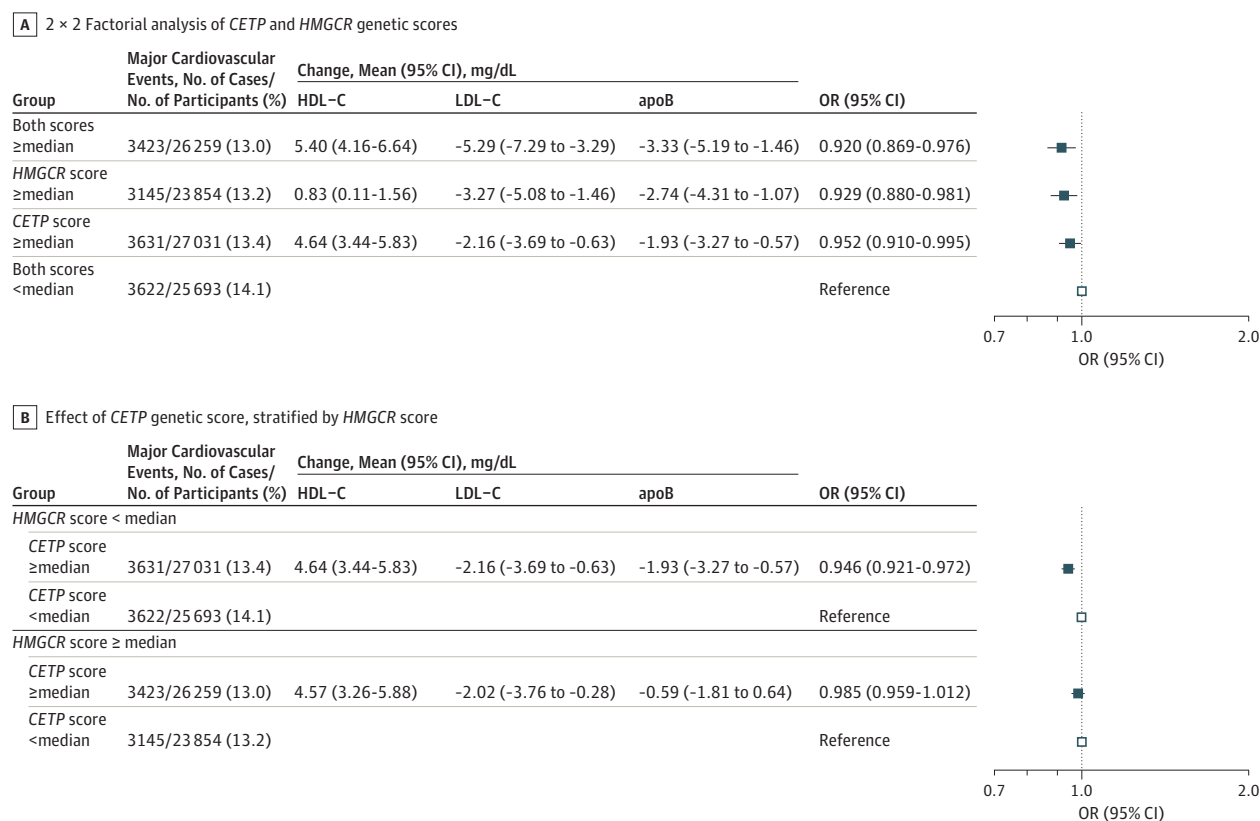 A 2 × 2 Factorial analysis of CETP and HMGCR genetic scores
Major Cardiovascular
Events, No. of Cases/
No. of Participants (%)
Change, Mean (95% CI), mg/dL
Group HDL−C LDL−C apoB OR (95% CI)
Both scores
≥median 3423/26 259 (13.0) 5.40 (4.16-6.64) -5.29 (-7.29 to -3.29) -3.33 (-5.19 to -1.46) 0.920 (0.869-0.976)
HMGCR score
≥median 3145/23 854 (13.2) 0.83 (0.11-1.56) -3.27 (-5.08 to -1.46) -2.74 (-4.31 to -1.07) 0.929 (0.880-0.981)
CETP score
≥median 3631/27 031 (13.4) 4.64 (3.44-5.83) -2.16 (-3.69 to -0.63) -1.93 (-3.27 to -0.57) 0.952 (0.910-0.995)
Both scores
<median 3622/25 693 (14.1) Reference
0.7 1.0 2.0
OR (95% CI)
B Effect of CETP genetic score, stratified by HMGCR score
Major Cardiovascular
Events, No. of Cases/
No. of Participants (%)
Change, Mean (95% CI), mg/dL
Group HDL−C LDL−C apoB OR (95% CI)
HMGCR score < median
CETP score
≥median 3631/27 031 (13.4) 4.64 (3.44-5.83) -2.16 (-3.69 to -0.63) -1.93 (-3.27 to -0.57) 0.946 (0.921-0.972)
CETP score
<median 3622/25 693 (14.1) Reference
HMGCR score ≥ median
CETP score
≥median 3423/26 259 (13.0) 4.57 (3.26-5.88) -2.02 (-3.76 to -0.28) -0.59 (-1.81 to 0.64) 0.985 (0.959-1.012)
CETP score
<median 3145/23 854 (13.2) Reference
0.7 1.0 2.0
OR (95% CI)